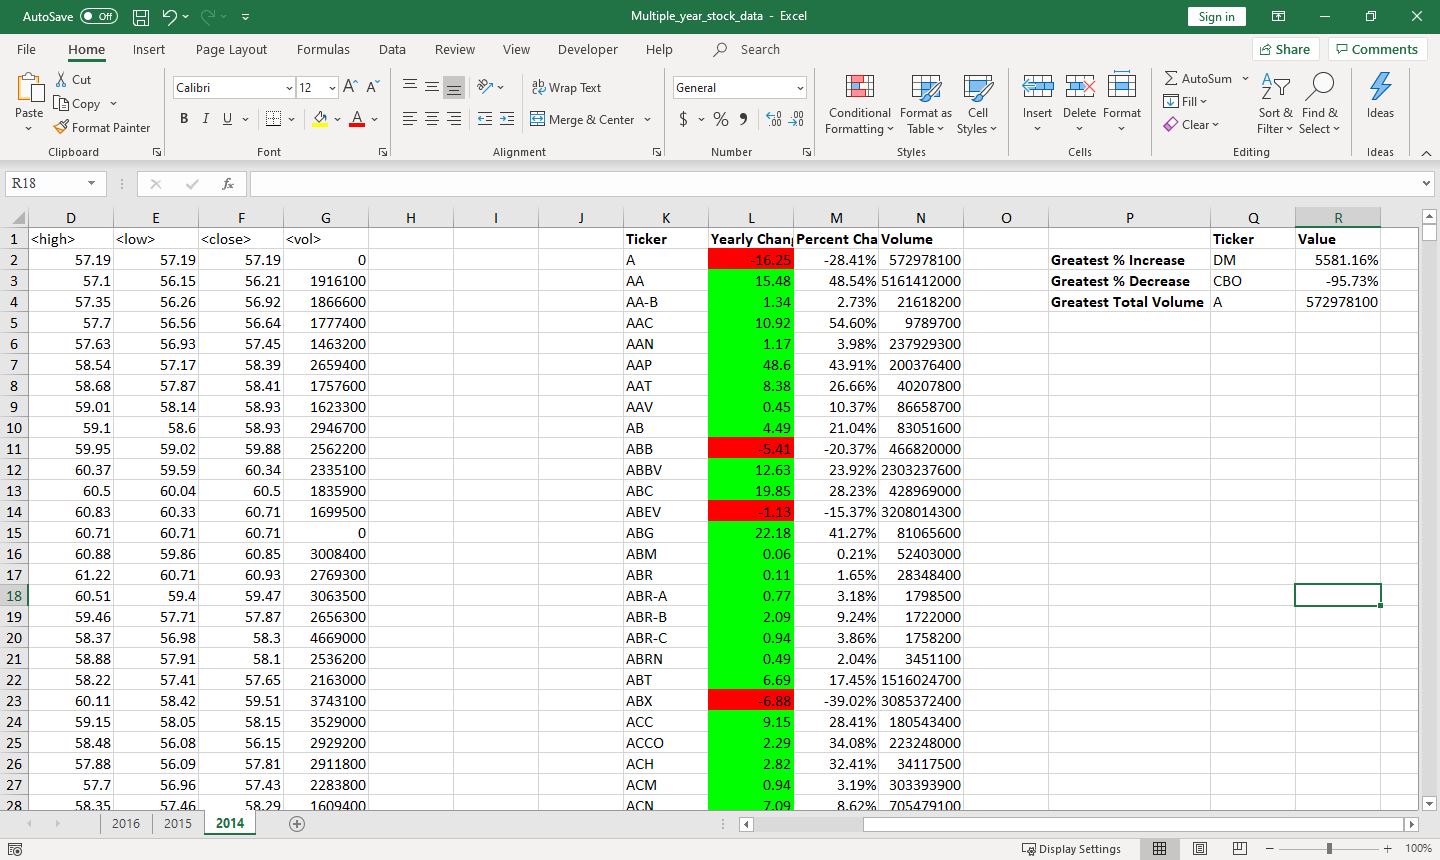 AutoSave Off Multiple_year_stock_data - Excel Sign in
File Home Insert Page Layout Formulas Data Review View Developer Help Search Share Comments
Paste Cut Copy Format Painter Clipboard
Calibri 12 A A B I U A Font
Wrap Text Merge & Center Alignment
General $ % Number
Conditional Formatting Format as Table Cell Styles Styles
Insert Delete Format Cells
AutoSum Fill Clear Sort & Filter Find & Select Editing
Ideas Ideas
R18 fx
D E F G H I J K L M N O P Q R
1 <high> <low> <close> <vol> Ticker Yearly Chan Percent Cha Volume Ticker Value
2 57.19 57.19 57.19 0 A -16.25 -28.41% 572978100 Greatest % Increase DM 5581.16%
3 57.1 56.15 56.21 1916100 AA 15.48 48.54% 5161412000 Greatest % Decrease CBO -95.73%
4 57.35 56.26 56.92 1866600 AA-B 1.34 2.73% 21618200 Greatest Total Volume A 572978100
5 57.7 56.56 56.64 1777400 AAC 10.92 54.60% 9789700
6 57.63 56.93 57.45 1463200 AAN 1.17 3.98% 237929300
7 58.54 57.17 58.39 2659400 AAP 48.6 43.91% 200376400
8 58.68 57.87 58.41 1757600 AAT 8.38 26.66% 40207800
9 59.01 58.14 58.93 1623300 AAV 0.45 10.37% 86658700
10 59.1 58.6 58.93 2946700 AB 4.49 21.04% 83051600
11 59.95 59.02 59.88 2562200 ABB -5.41 -20.37% 466820000
12 60.37 59.59 60.34 2335100 ABBV 12.63 23.92% 2303237600
13 60.5 60.04 60.5 1835900 ABC 19.85 28.23% 428969000
14 60.83 60.33 60.71 1699500 ABEV -1.13 -15.37% 3208014300
15 60.71 60.71 60.71 0 ABG 22.18 41.27% 81065600
16 60.88 59.86 60.85 3008400 ABM 0.06 0.21% 52403000
17 61.22 60.71 60.93 2769300 ABR 0.11 1.65% 28348400
18 60.51 59.4 59.47 3063500 ABR-A 0.77 3.18% 1798500
19 59.46 57.71 57.87 2656300 ABR-B 2.09 9.24% 1722000
20 58.37 56.98 58.3 4669000 ABR-C 0.94 3.86% 1758200
21 58.88 57.91 58.1 2536200 ABRN 0.49 2.04% 3451100
22 58.22 57.41 57.65 2163000 ABT 6.69 17.45% 1516024700
23 60.11 58.42 59.51 3743100 ABX -6.88 -39.02% 3085372400
24 59.15 58.05 58.15 3529000 ACC 9.15 28.41% 180543400
25 58.48 56.08 56.15 2929200 ACCO 2.29 34.08% 223248000
26 57.88 56.09 57.81 2911800 ACH 2.82 32.41% 34117500
27 57.7 56.96 57.43 2283800 ACM 0.94 3.19% 303393900
28 58.35 57.46 58.29 1609400 ACN 7.09 8.62% 705479100
2016 2015 2014
Display Settings 100%